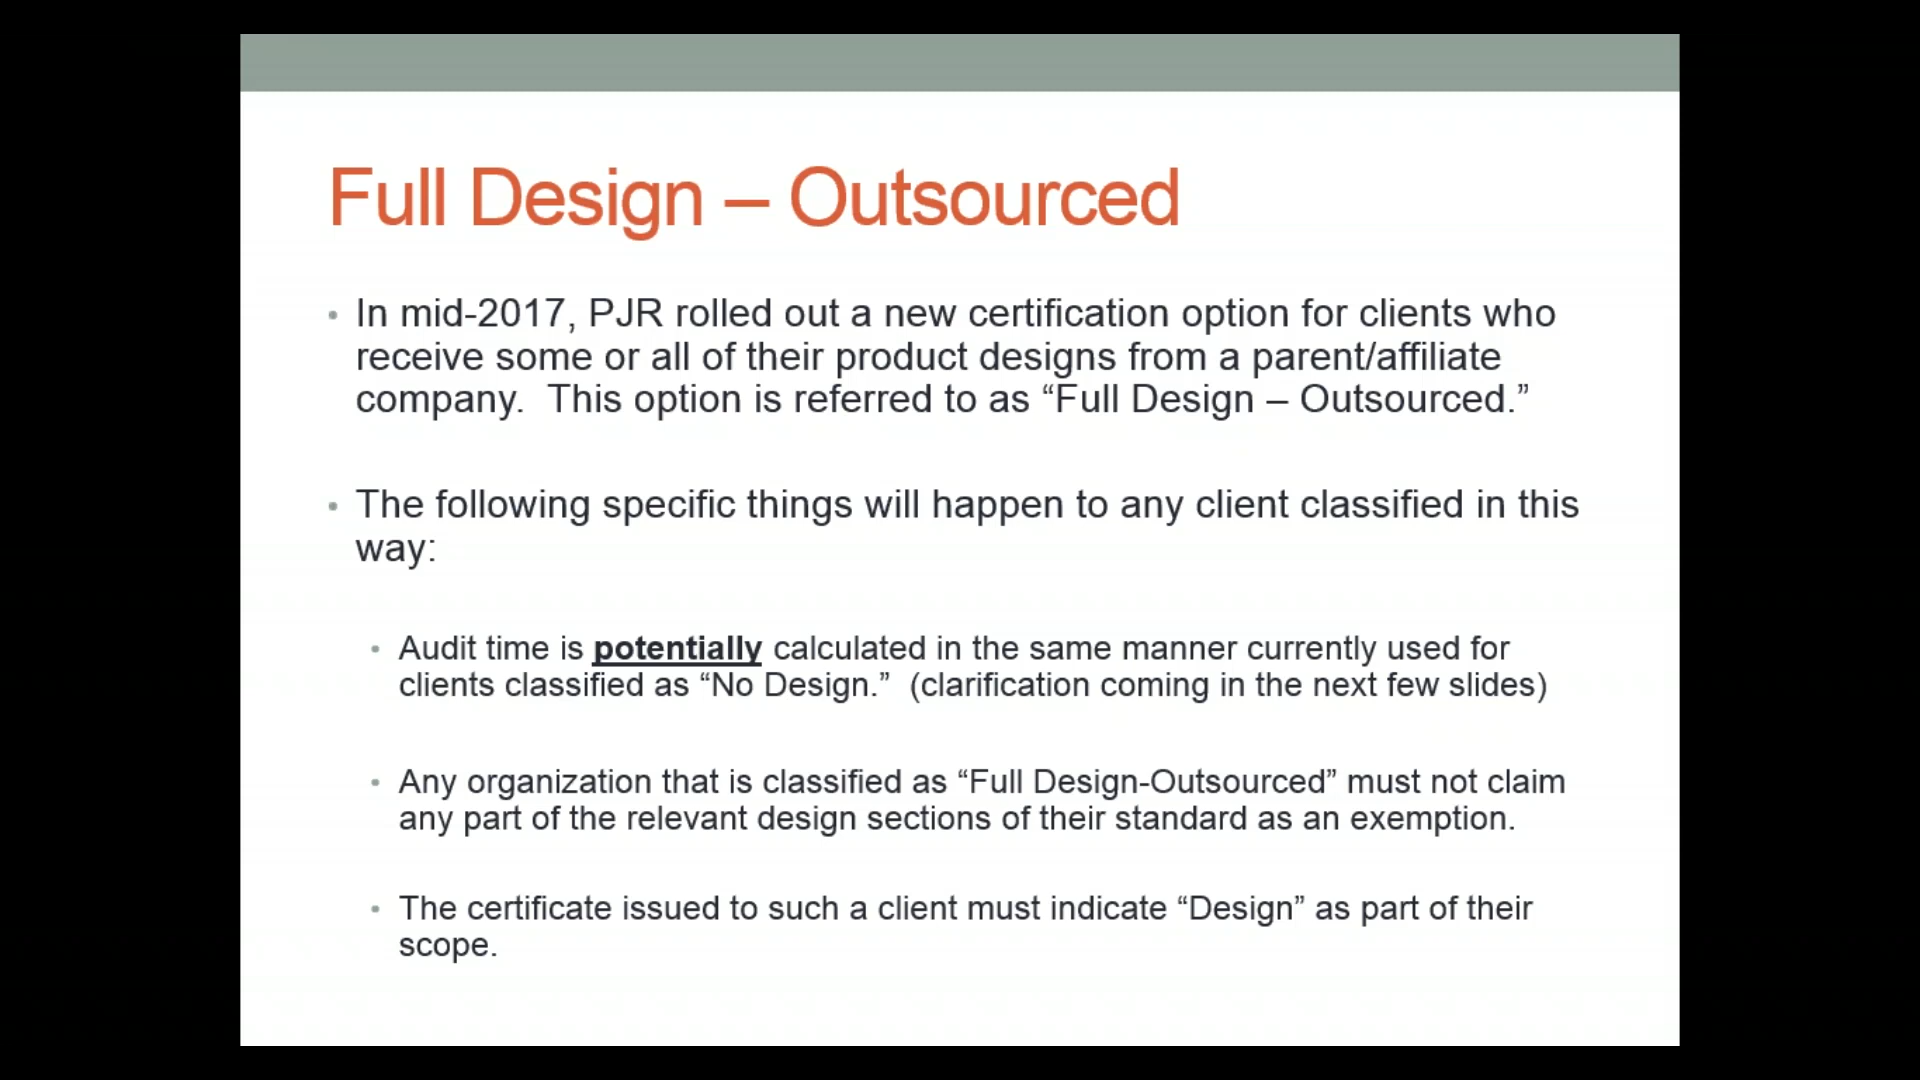 Full Design – Outsourced
• In mid-2017, PJR rolled out a new certification option for clients who
receive some or all of their product designs from a parent/affiliate
company.  This option is referred to as “Full Design – Outsourced.”
• The following specific things will happen to any client classified in this
way:
• Audit time is potentially calculated in the same manner currently used for
clients classified as “No Design.”  (clarification coming in the next few slides)
• Any organization that is classified as “Full Design-Outsourced” must not claim
any part of the relevant design sections of their standard as an exemption.
• The certificate issued to such a client must indicate “Design” as part of their
scope.